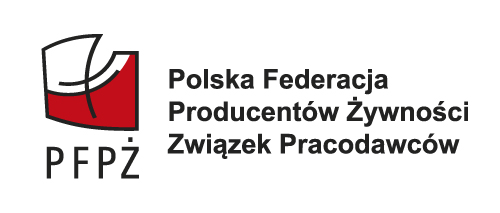 Polska Federacja
Producentów Żywności
Związek Pracodawców
PFPŻ